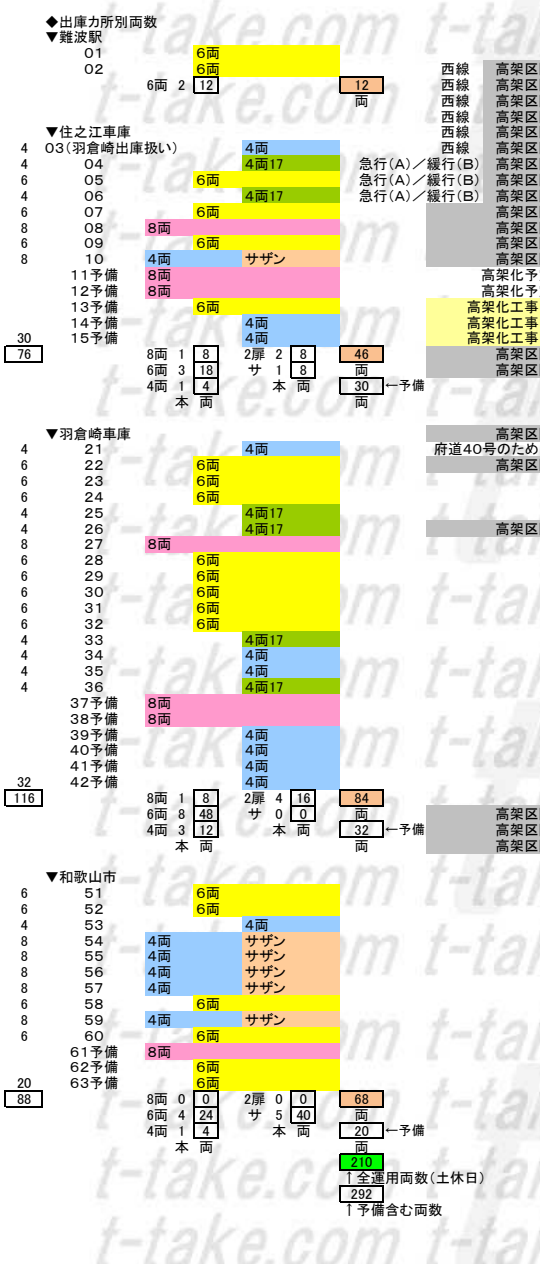 ◆出庫カ所別両数
▼難波駅
01 6両
02 6両 西線 高架区
6両 2 12 12 西線 高架区
両 西線 高架区
西線 高架区
▼住之江車庫 西線 高架区
4 03(羽倉崎出庫扱い) 4両 西線 高架区
4 04 4両17 急行(A)／緩行(B) 高架区
6 05 6両 急行(A)／緩行(B) 高架区
4 06 4両17 急行(A)／緩行(B) 高架区
6 07 6両 高架区
8 08 8両 高架区
6 09 6両 高架区
8 10 4両 サザン 高架区
11予備 8両 高架化予
12予備 8両 高架化予
13予備 6両 高架化工事
14予備 4両 高架化工事
30 15予備 4両 高架化工事
76 8両 1 8 2扉 2 8 46 高架区
6両 3 18 サ 1 8 両 高架区
4両 1 4 本 両 30 ←予備
本 両 両
▼羽倉崎車庫 高架区
4 21 4両 府道40号のため
6 22 6両 高架区
6 23 6両
6 24 6両
4 25 4両17
4 26 4両17 高架区
8 27 8両
6 28 6両
6 29 6両
6 30 6両
6 31 6両
6 32 6両
4 33 4両17
4 34 4両
4 35 4両
4 36 4両17
37予備 8両
38予備 8両
39予備 4両
40予備 4両
41予備 4両
32 42予備 4両
116 8両 1 8 2扉 4 16 84
6両 8 48 サ 0 0 両 高架区
4両 3 12 本 両 32 ←予備 高架区
本 両 両 高架区
▼和歌山市
6 51 6両
6 52 6両
4 53 4両
8 54 4両 サザン
8 55 4両 サザン
8 56 4両 サザン
8 57 4両 サザン
6 58 6両
8 59 4両 サザン
6 60 6両
61予備 8両
62予備 6両
20 63予備 6両
88 8両 0 0 2扉 0 0 68
6両 4 24 サ 5 40 両
4両 1 4 本 両 20 ←予備
本 両 両
210
↑全運用両数(土休日)
292
↑予備含む両数
t-take.com